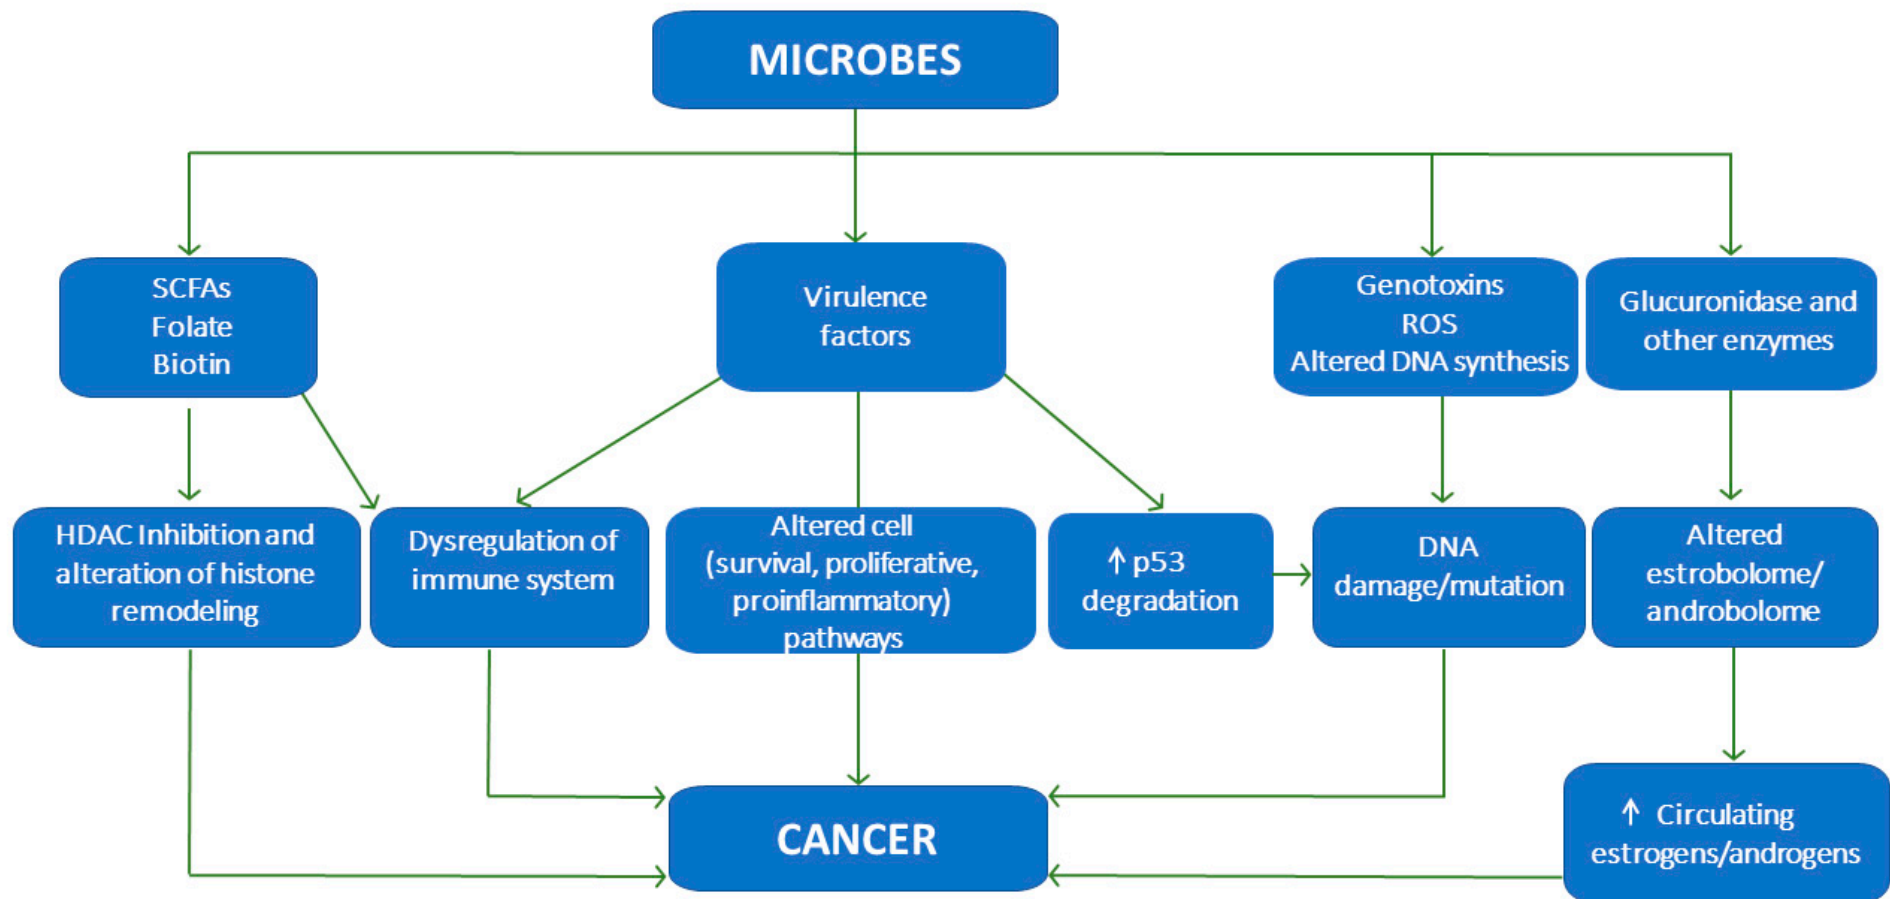 MICROBES
SCFAs
Folate
Biotin
Virulence
factors
Genotoxins
ROS
Altered DNA synthesis
Glucuronidase and
other enzymes
HDAC Inhibition and
alteration of histone
remodeling
Dysregulation of
immune system
Altered cell
(survival, proliferative,
proinflammatory)
pathways
↑ p53
degradation
DNA
damage/mutation
Altered
estrobolome/
androbolome
CANCER
↑ Circulating
estrogens/androgens